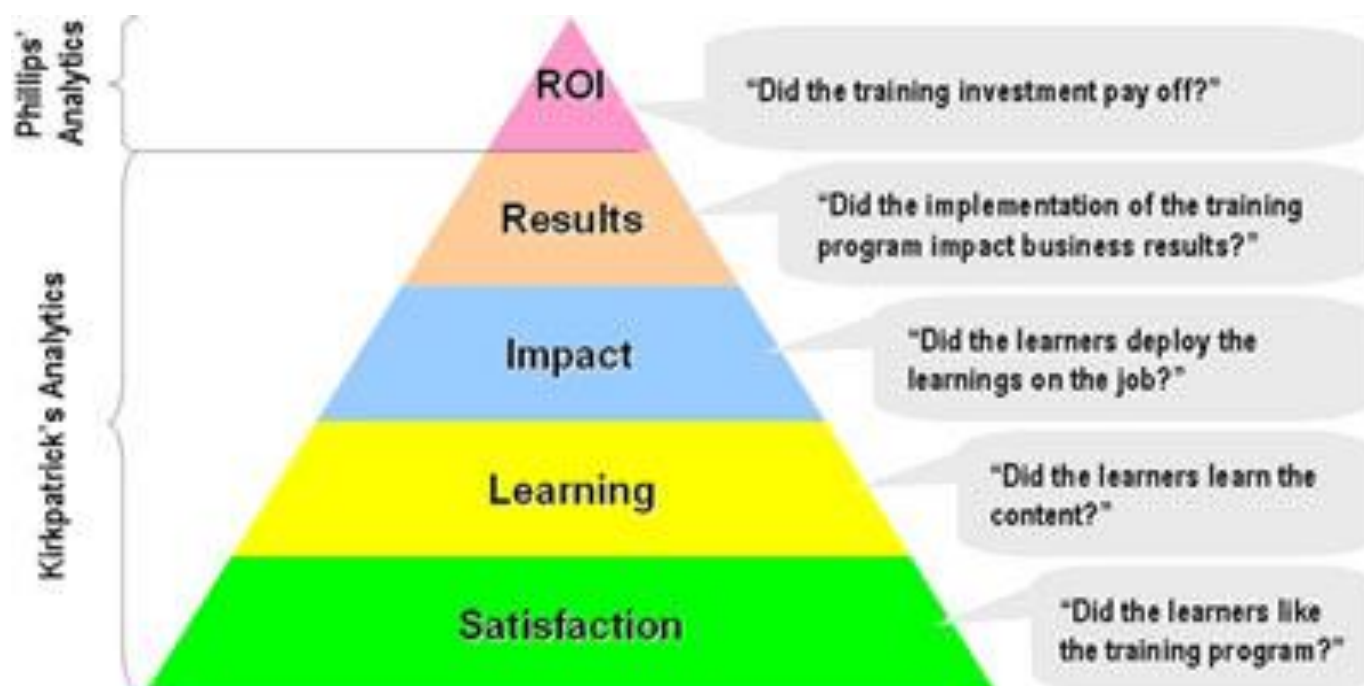 Phillips'
Analytics
ROI
“Did the training investment pay off?”
Results
“Did the implementation of the training
program impact business results?”
Kirkpatrick's Analytics
Impact
“Did the learners deploy the
learnings on the job?”
Learning
“Did the learners learn the
content?”
Satisfaction
“Did the learners like
the training program?”